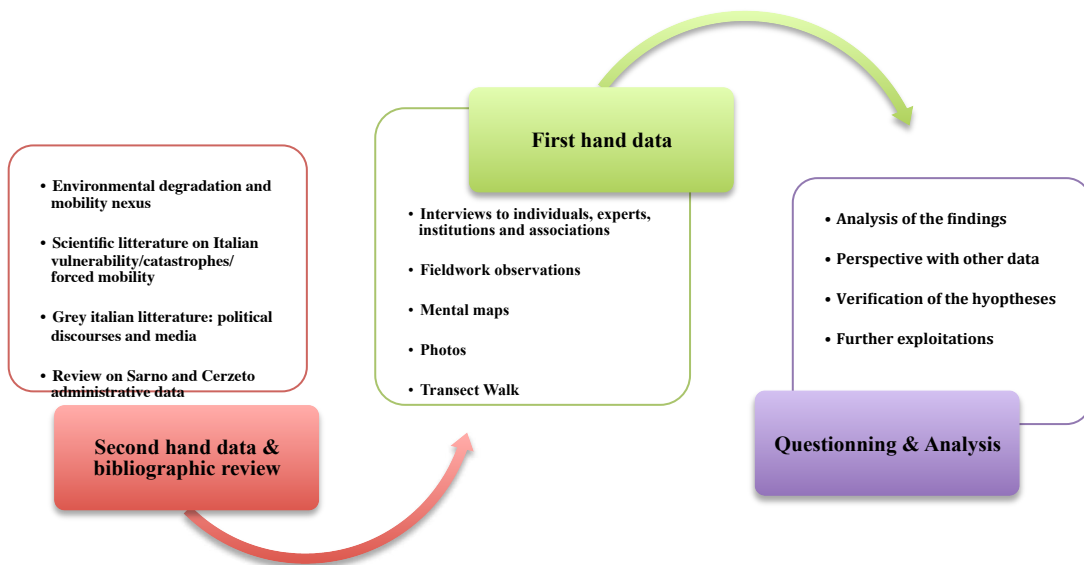 • Environmental degradation and
mobility nexus
• Scientific litterature on Italian
vulnerability/catastrophes/
forced mobility
• Grey italian litterature: political
discourses and media
• Review on Sarno and Cerzeto
administrative data
Second hand data &
bibliographic review
First hand data
• Interviews to individuals, experts,
institutions and associations
• Fieldwork observations
• Mental maps
• Photos
• Transect Walk
• Analysis of the findings
• Perspective with other data
• Verification of the hyoptheses
• Further exploitations
Questionning & Analysis